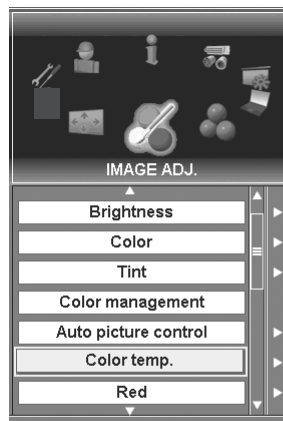 IMAGE ADJ.
Brightness
Color
Tint
Color management
Auto picture control
Color temp.
Red